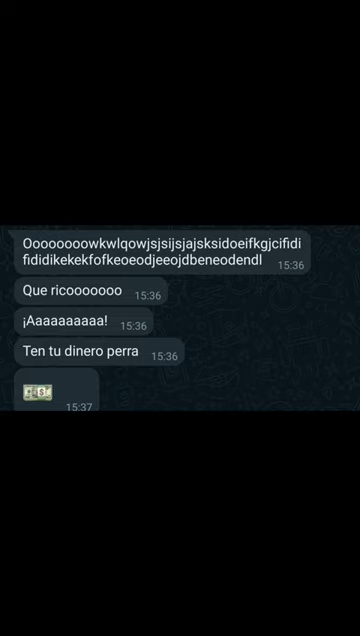 Oooooooowkwlqowjsjsijsjajsksidoeifkgjcifidi
fididikekekfofkeoeodjeeojdbeneodendl 15:36
Que ricooooooo 15:36
¡Aaaaaaaaaa! 15:36
Ten tu dinero perra 15:36
💵
15:37